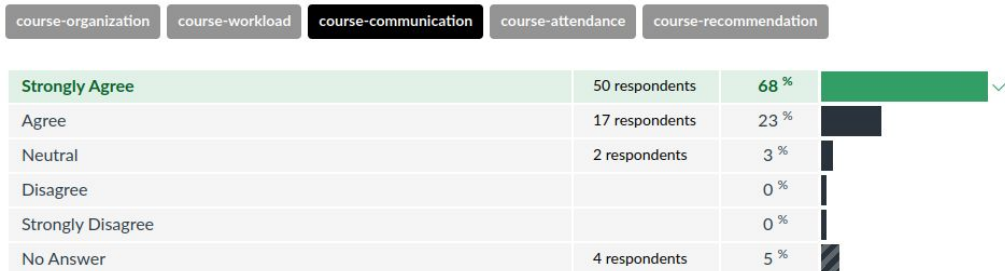 course-organization course-workload course-communication course-attendance course-recommendation
Strongly Agree 50 respondents 68 %
Agree 17 respondents 23 %
Neutral 2 respondents 3 %
Disagree 0 %
Strongly Disagree 0 %
No Answer 4 respondents 5 %